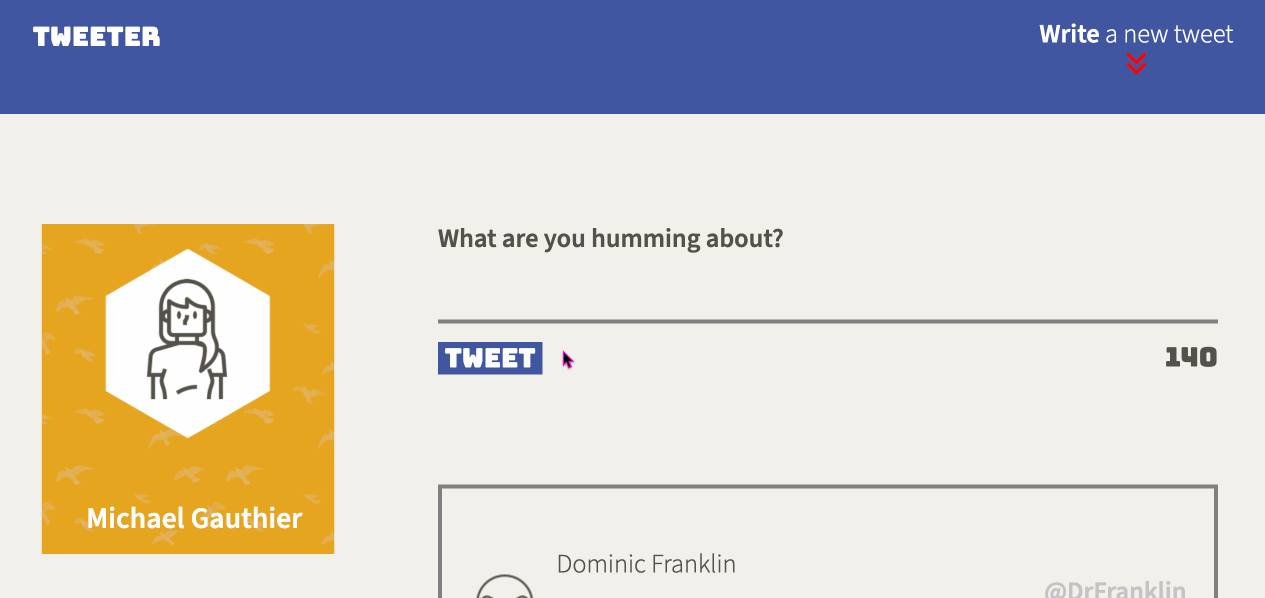 TWEETER
Write a new tweet
What are you humming about?
TWEET
140
Michael Gauthier
Dominic Franklin
@DrFranklin